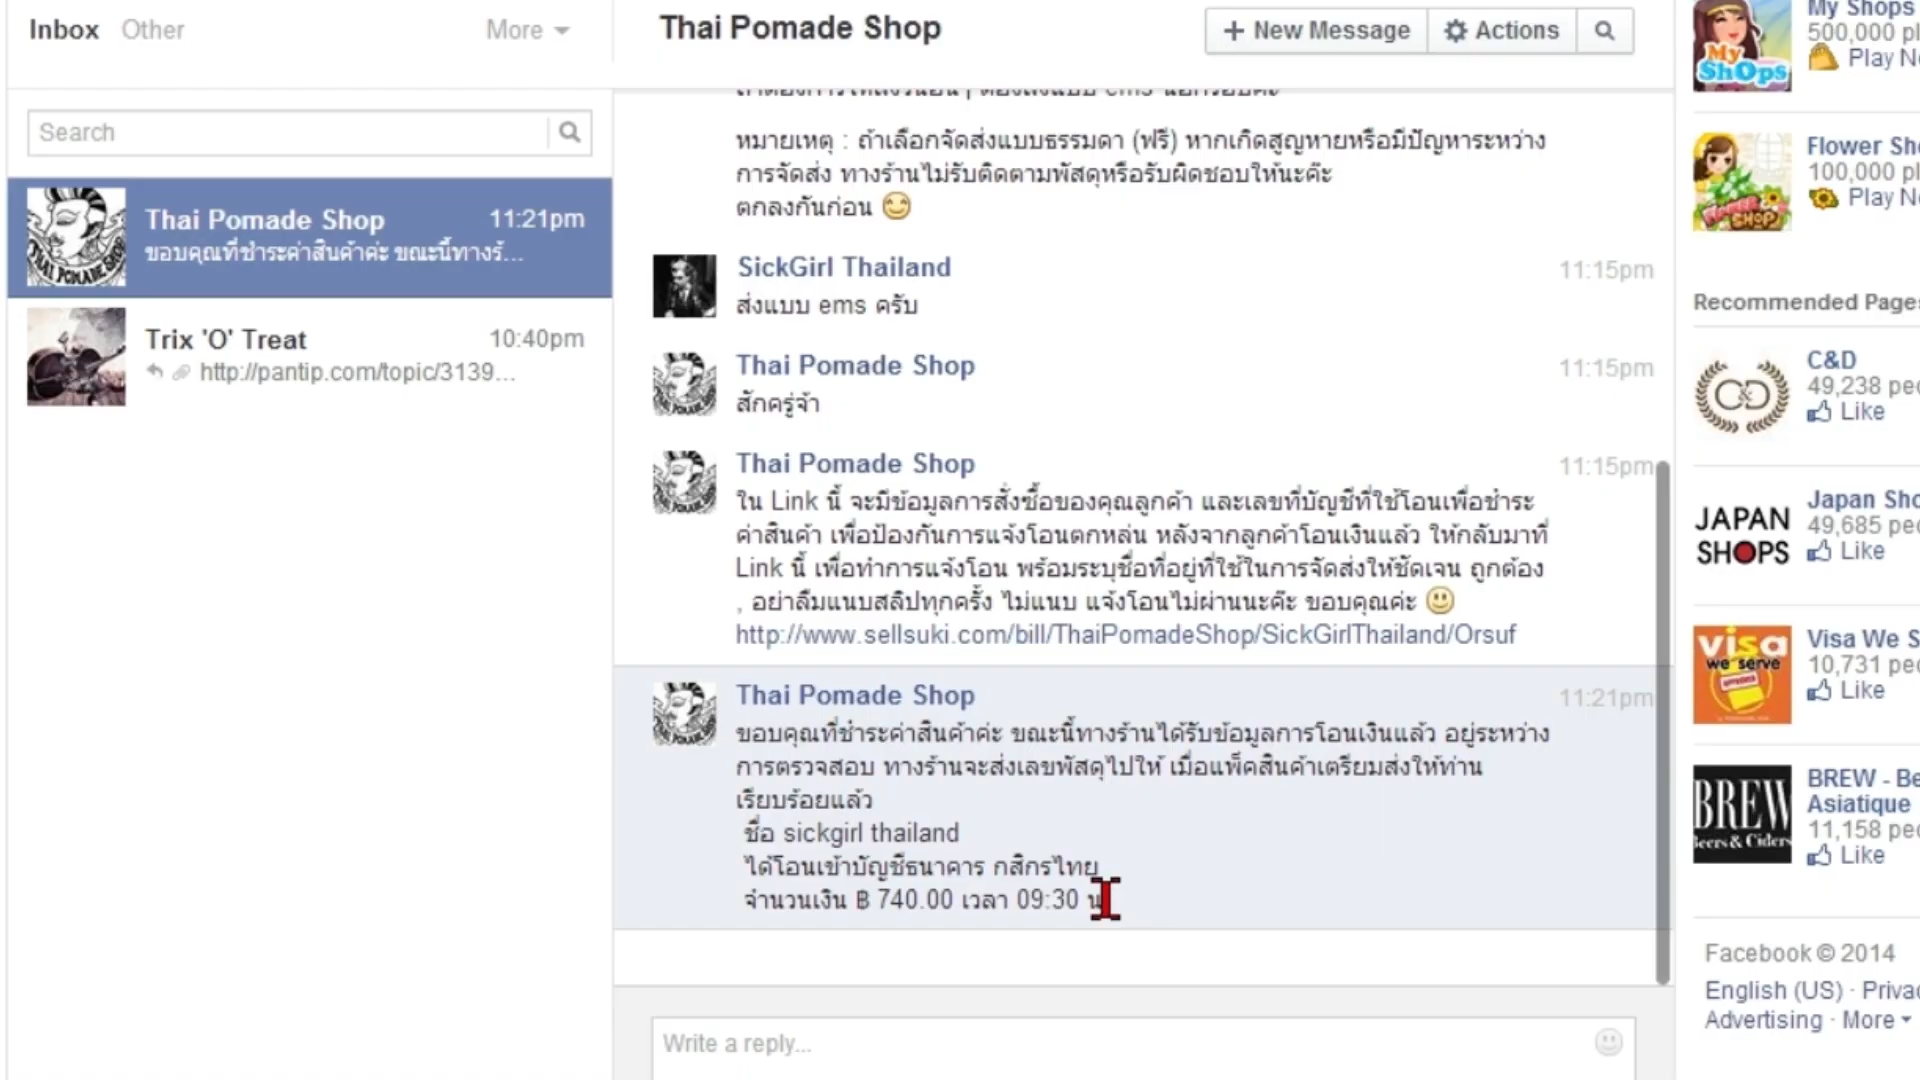 Inbox Other More
Thai Pomade Shop
New Message Actions
Search
Thai Pomade Shop 11:21pm
ขอบคุณที่ชำระค่าสินค้าค่ะ ขณะนี้ทางร้...
Trix 'O' Treat 10:40pm
http://pantip.com/topic/3139...
หมายเหตุ : ถ้าเลือกจัดส่งแบบธรรมดา (ฟรี) หากเกิดสูญหายหรือมีปัญหาระหว่าง
การจัดส่ง ทางร้านไม่รับติดตามพัสดุหรือรับผิดชอบให้นะค๊ะ
ตกลงกันก่อน
SickGirl Thailand 11:15pm
ส่งแบบ ems ครับ
Thai Pomade Shop 11:15pm
สักครู่จ้า
Thai Pomade Shop 11:15pm
ใน Link นี้ จะมีข้อมูลการสั่งซื้อของคุณลูกค้า และเลขที่บัญชีที่ใช้โอนเพื่อชำระ
ค่าสินค้า เพื่อป้องกันการแจ้งโอนตกหล่น หลังจากลูกค้าโอนเงินแล้ว ให้กลับมาที่
Link นี้ เพื่อทำการแจ้งโอน พร้อมระบุชื่อที่อยู่ที่ใช้ในการจัดส่งให้ชัดเจน ถูกต้อง
, อย่าลืมแนบสลิปทุกครั้ง ไม่แนบ แจ้งโอนไม่ผ่านนะค๊ะ ขอบคุณค่ะ
http://www.sellsuki.com/bill/ThaiPomadeShop/SickGirlThailand/Orsuf
Thai Pomade Shop 11:21pm
ขอบคุณที่ชำระค่าสินค้าค่ะ ขณะนี้ทางร้านได้รับข้อมูลการโอนเงินแล้ว อยู่ระหว่าง
การตรวจสอบ ทางร้านจะส่งเลขพัสดุไปให้ เมื่อแพ็คสินค้าเตรียมส่งให้ท่าน
เรียบร้อยแล้ว
ชื่อ sickgirl thailand
ได้โอนเข้าบัญชีธนาคาร กสิกรไทย
จำนวนเงิน ฿ 740.00 เวลา 09:30 น
Write a reply...
My Shops
500,000 pl
Play N
My Shops
Flower Sh
100,000 pl
Play N
FLOWER SHOP
Recommended Pages
C&D
49,238 peo
Like
C&D
Japan Sho
49,685 peo
Like
JAPAN
SHOPS
Visa We S
10,731 peo
Like
visa
we serve
BREW - Be
Asiatique
11,158 peo
Like
BREW
Beers & Ciders
Facebook © 2014
English (US) · Privac
Advertising · More